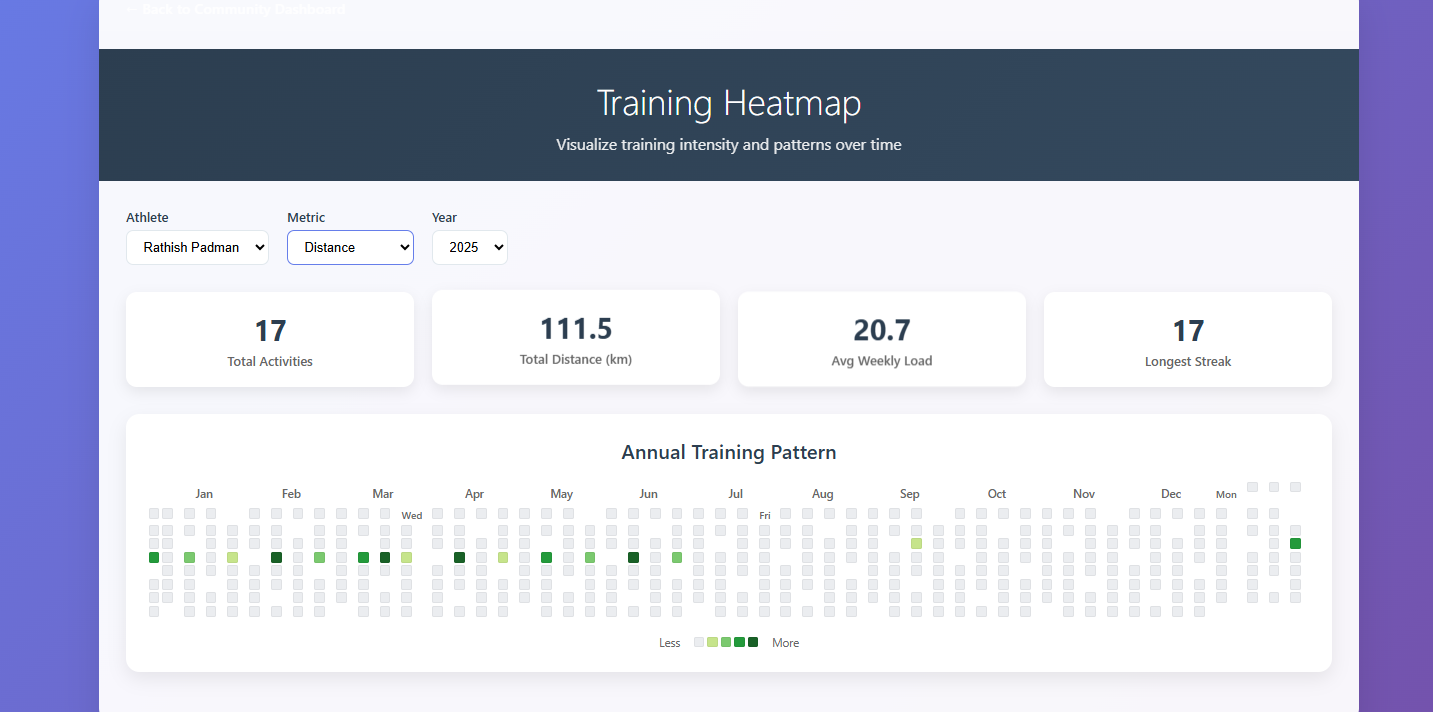 ← Back to Community Dashboard
Training Heatmap
Visualize training intensity and patterns over time
Athlete Metric Year
Rathish Padman Distance 2025
17 111.5 20.7 17
Total Activities Total Distance (km) Avg Weekly Load Longest Streak
Annual Training Pattern
Jan Feb Mar Apr May Jun Jul Aug Sep Oct Nov Dec Mon
Wed Fri
Less More